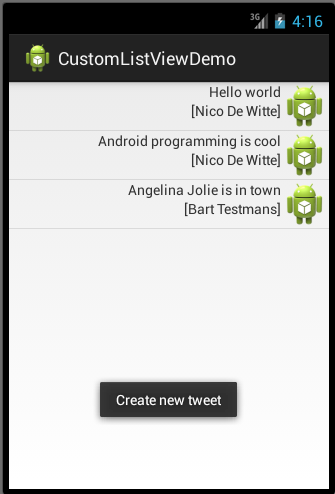 3G 4:16
CustomListViewDemo
Hello world
[Nico De Witte]
Android programming is cool
[Nico De Witte]
Angelina Jolie is in town
[Bart Testmans]
Create new tweet